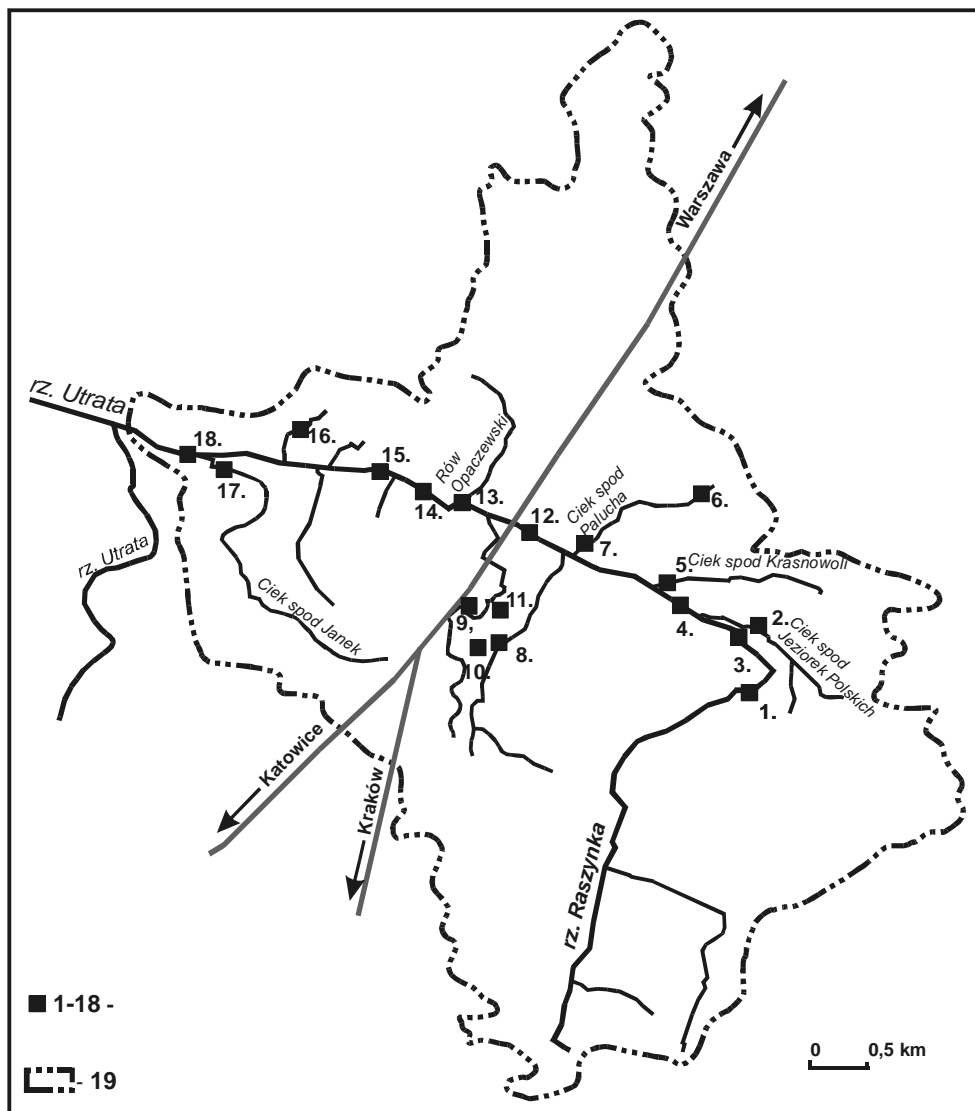 Warszawa
rz. Utrata
16.
18.
15.
17.
Rów
Opaczewski
14.
13.
12.
Ciek spod
Palucha
6.
7.
rz. Utrata
5.
Ciek spod Krasnowoli
Ciek spod Janek
9,
11.
4.
2.
Ciek spod
Jeziorek Polskich
3.
10.
8.
1.
Katowice
Kraków
rz. Raszynka
1-18 -
- 19
0 0,5 km